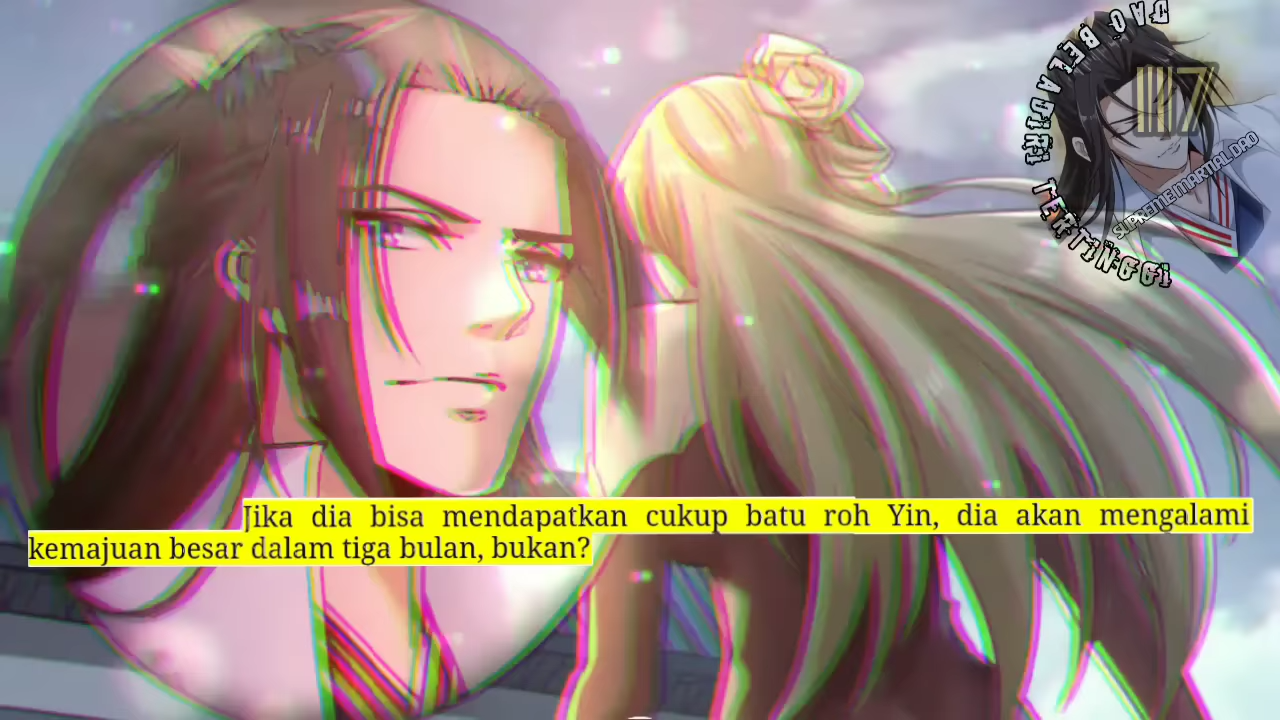 DAO BELADIRI TERTINGGI
SUPREME MARTIAL DAO
Jika dia bisa mendapatkan cukup batu roh Yin, dia akan mengalami
kemajuan besar dalam tiga bulan, bukan?